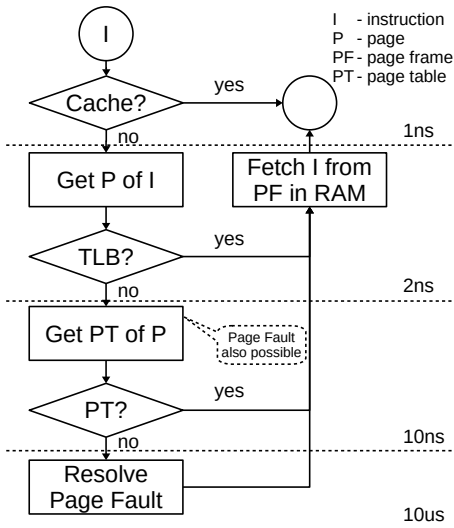 I
I - instruction
P - page
PF - page frame
PT - page table
Cache?
yes
no
1ns
Get P of I
Fetch I from
PF in RAM
TLB?
yes
no
2ns
Get PT of P
Page Fault
also possible
PT?
yes
no
10ns
Resolve
Page Fault
10us